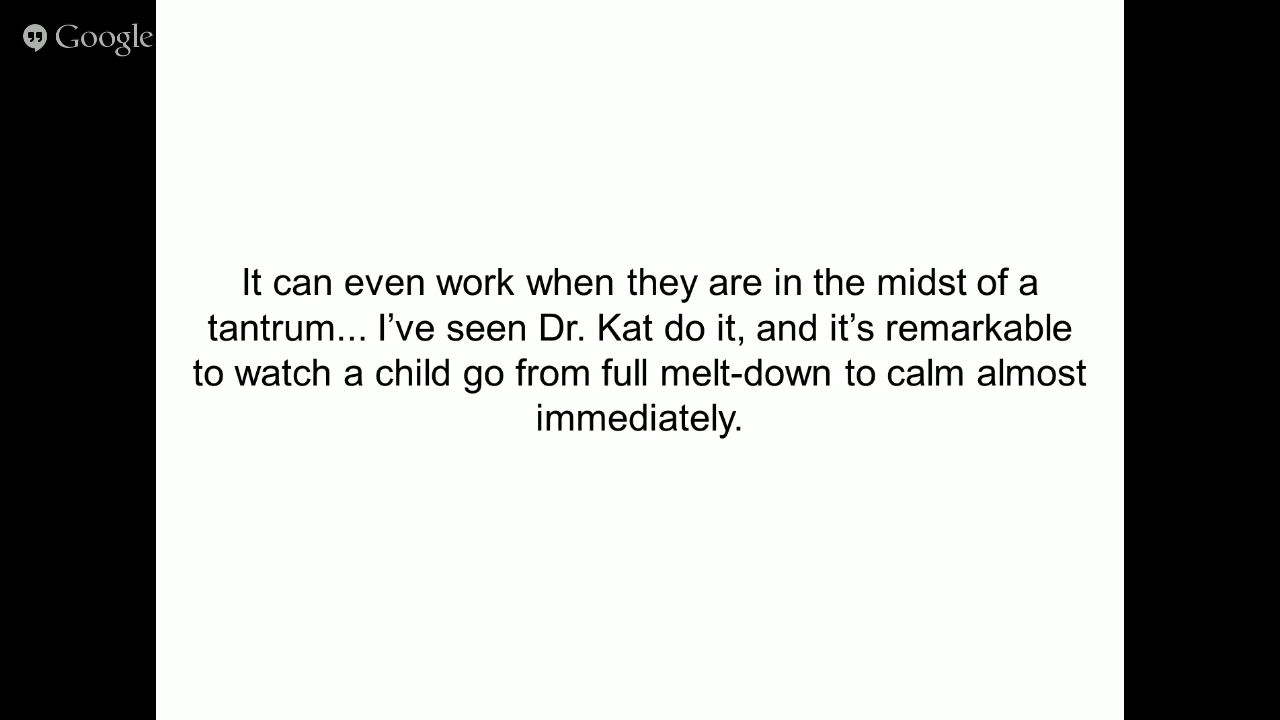 Google
It can even work when they are in the midst of a
tantrum... I’ve seen Dr. Kat do it, and it’s remarkable
to watch a child go from full melt-down to calm almost
immediately.